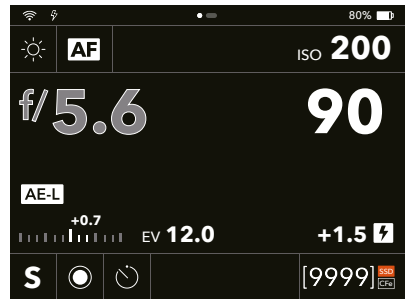 80%
AF ISO 200
f/5.6 90
AE-L
+0.7
EV 12.0 +1.5
S [9999] SSD
CFe